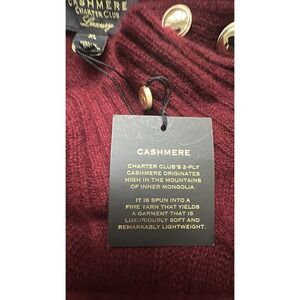 CASHMERE
CHARTER CLUB
Luxury
CASHMERE
CHARTER CLUB'S 2-PLY
CASHMERE ORIGINATES
HIGH IN THE MOUNTAINS
OF INNER MONGOLIA.
IT IS SPUN INTO A
FINE YARN THAT YIELDS
A GARMENT THAT IS
LUXURIOUSLY SOFT AND
REMARKABLY LIGHTWEIGHT.